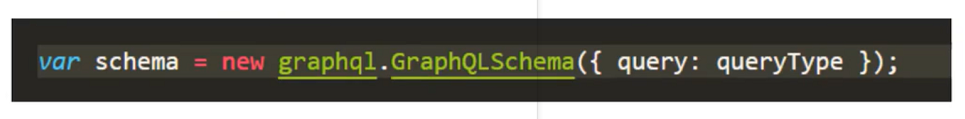 var schema = new graphql.GraphQLSchema({ query: queryType });